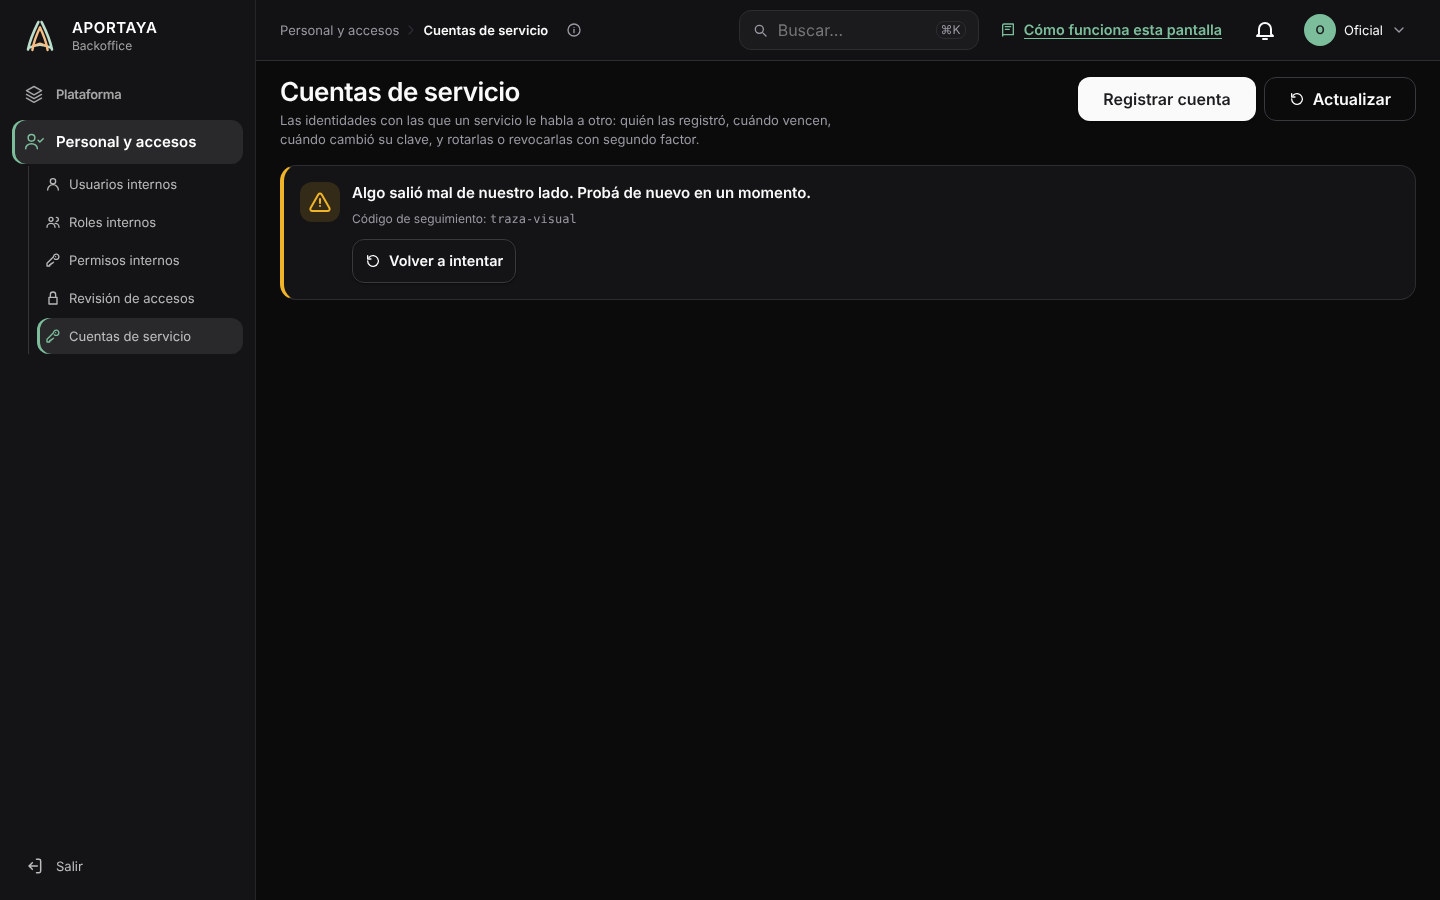 APORTAYA
Backoffice
Plataforma
Personal y accesos
Usuarios internos
Roles internos
Permisos internos
Revisión de accesos
Cuentas de servicio
Salir
Personal y accesos
Cuentas de servicio
Buscar...
⌘K
Cómo funciona esta pantalla
O
Oficial
Cuentas de servicio
Las identidades con las que un servicio le habla a otro: quién las registró, cuándo vencen,
cuándo cambió su clave, y rotarlas o revocarlas con segundo factor.
Registrar cuenta
Actualizar
Algo salió mal de nuestro lado. Probá de nuevo en un momento.
Código de seguimiento: traza-visual
Volver a intentar